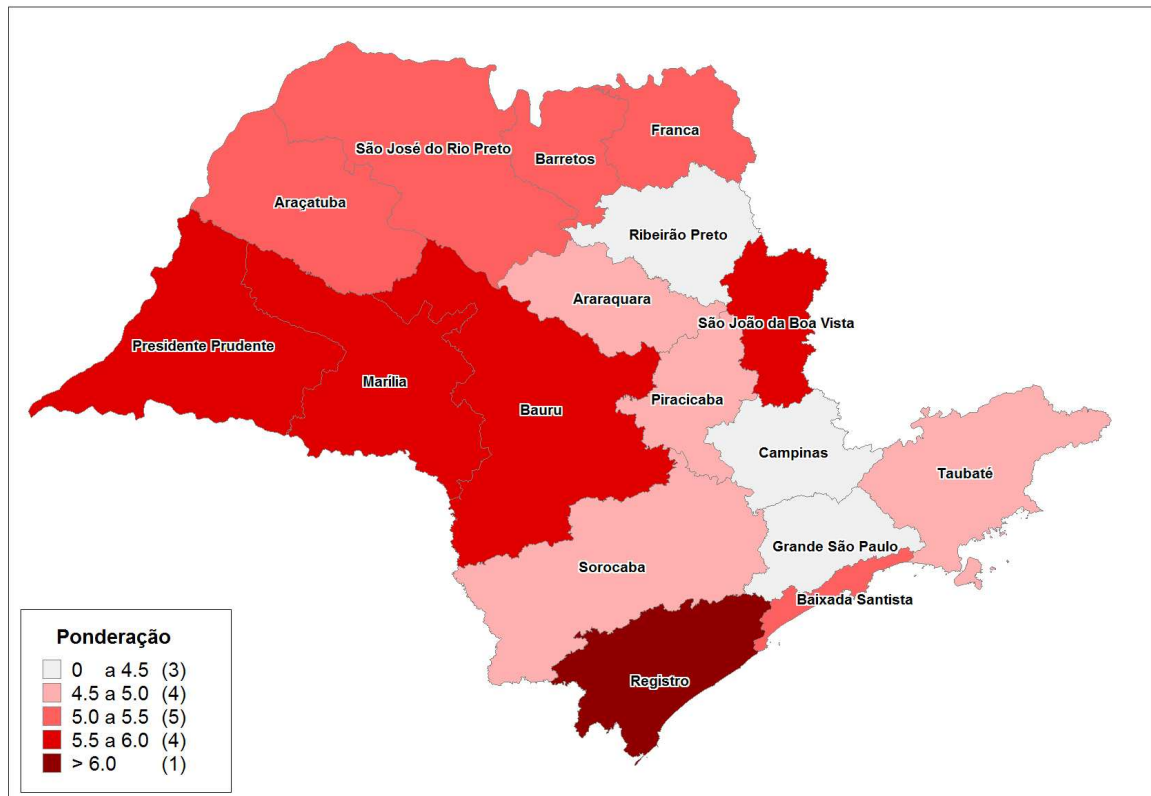 Franca
São José do Rio Preto
Barretos
Araçatuba
Ribeirão Preto
Araraquara
São João da Boa Vista
Presidente Prudente
Marília
Piracicaba
Bauru
Campinas
Taubaté
Grande São Paulo
Sorocaba
Baixada Santista
Registro
Ponderação
0 a 4.5 (3)
4.5 a 5.0 (4)
5.0 a 5.5 (5)
5.5 a 6.0 (4)
> 6.0 (1)